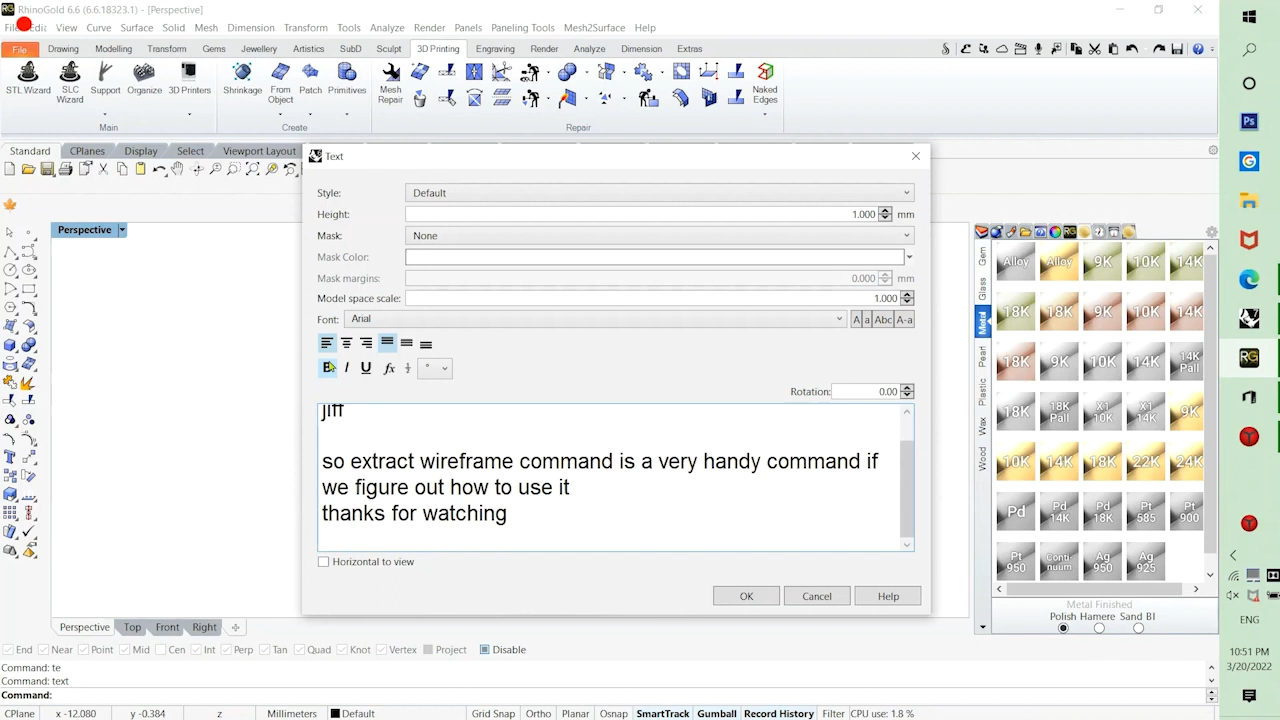 RhinoGold 6.6 (6.6.18323.1) - [Perspective]
File Edit View Curve Surface Solid Mesh Dimension Transform Tools Analyze Render Panels Paneling Tools Mesh2Surface Help
File Drawing Modelling Transform Gems Jewellery Artistics SubD Sculpt 3D Printing Engraving Render Analyze Dimension Extras
STL Wizard
SLC Wizard
Support
Organize
3D Printers
Shrinkage
From Object
Patch
Primitives
Mesh Repair
Naked Edges
Main
Create
Repair
Standard CPlanes Display Select Viewport Layout
Text
Style: Default
Height: 1.000 mm
Mask: None
Mask Color:
Mask margins: 0.000 mm
Model space scale: 1.000
Font: Arial
A a Abc A-a
B I U fx ½ °
Rotation: 0.00
jiff
so extract wireframe command is a very handy command if
we figure out how to use it
thanks for watching
Horizontal to view
OK Cancel Help
Perspective
Gem
Glass
Metal
Pearl
Plastic
Wax
Wood
Alloy Alloy 9K 10K 14K
18K 18K 9K 10K 14K
18K 9K 10K 14K 14K Pall
18K 18K Pall X1 10K X1 14K 9K
10K 14K 18K 22K 24K
Pd Pd 14K Pd 18K Pt 585 Pt 900
Pt 950 Conti nuum Ag 950 Ag 925
Metal Finished
Polish Hamere Sand Bl
Perspective Top Front Right
End Near Point Mid Cen Int Perp Tan Quad Knot Vertex Project Disable
Command: te
Command: text
Command:
CPlane x -12.080 y -0.384 z Millimeters Default Grid Snap Ortho Planar Osnap SmartTrack Gumball Record History Filter CPU use: 1.8 %
Ps
G
RG
ENG
10:51 PM
3/20/2022